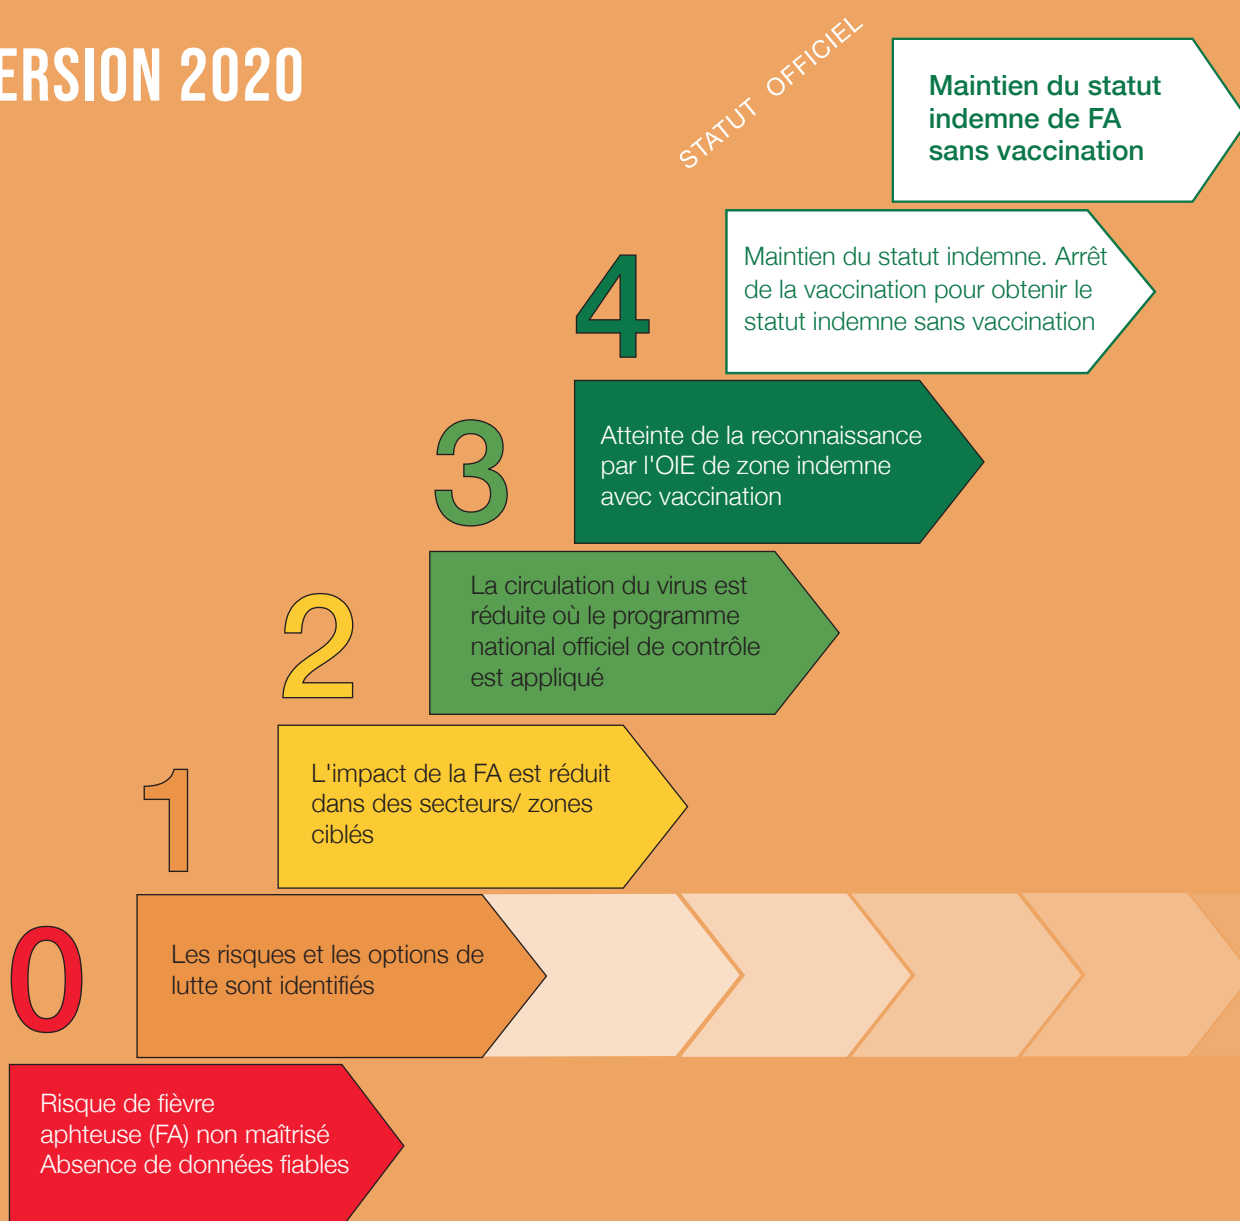 ERSION 2020
STATUT OFFICIEL
Maintien du statut
indemne de FA
sans vaccination
4
Maintien du statut indemne. Arrêt
de la vaccination pour obtenir le
statut indemne sans vaccination
3
Atteinte de la reconnaissance
par l'OIE de zone indemne
avec vaccination
2
La circulation du virus est
réduite où le programme
national officiel de contrôle
est appliqué
1
L'impact de la FA est réduit
dans des secteurs/ zones
ciblés
0
Les risques et les options de
lutte sont identifiés
Risque de fièvre
aphteuse (FA) non maîtrisé
Absence de données fiables